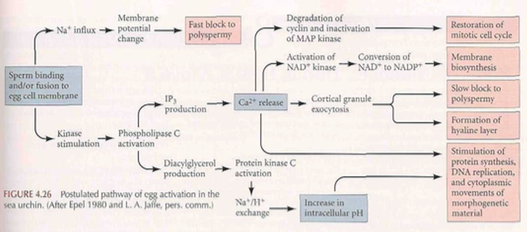 Na⁺ influx
Membrane
potential
change
Fast block to
polyspermy
Degradation of
cyclin and inactivation
of MAP kinase
Restoration of
mitotic cell cycle
Activation of
NAD⁺ kinase
Conversion of
NAD⁺ to NADP⁺
Membrane
biosynthesis
Sperm binding
and/or fusion to
egg cell membrane
IP₃
production
Ca²⁺ release
Cortical granule
exocytosis
Slow block to
polyspermy
Formation of
hyaline layer
Kinase
stimulation
Phospholipase C
activation
Diacylglycerol
production
Protein kinase C
activation
Stimulation of
protein synthesis,
DNA replication,
and cytoplasmic
movements of
morphogenetic
material
Na⁺/H⁺
exchange
Increase in
intracellular pH
FIGURE 4.26 Postulated pathway of egg activation in the
sea urchin. (After Epel 1980 and L. A. Jaffe, pers. comm.)